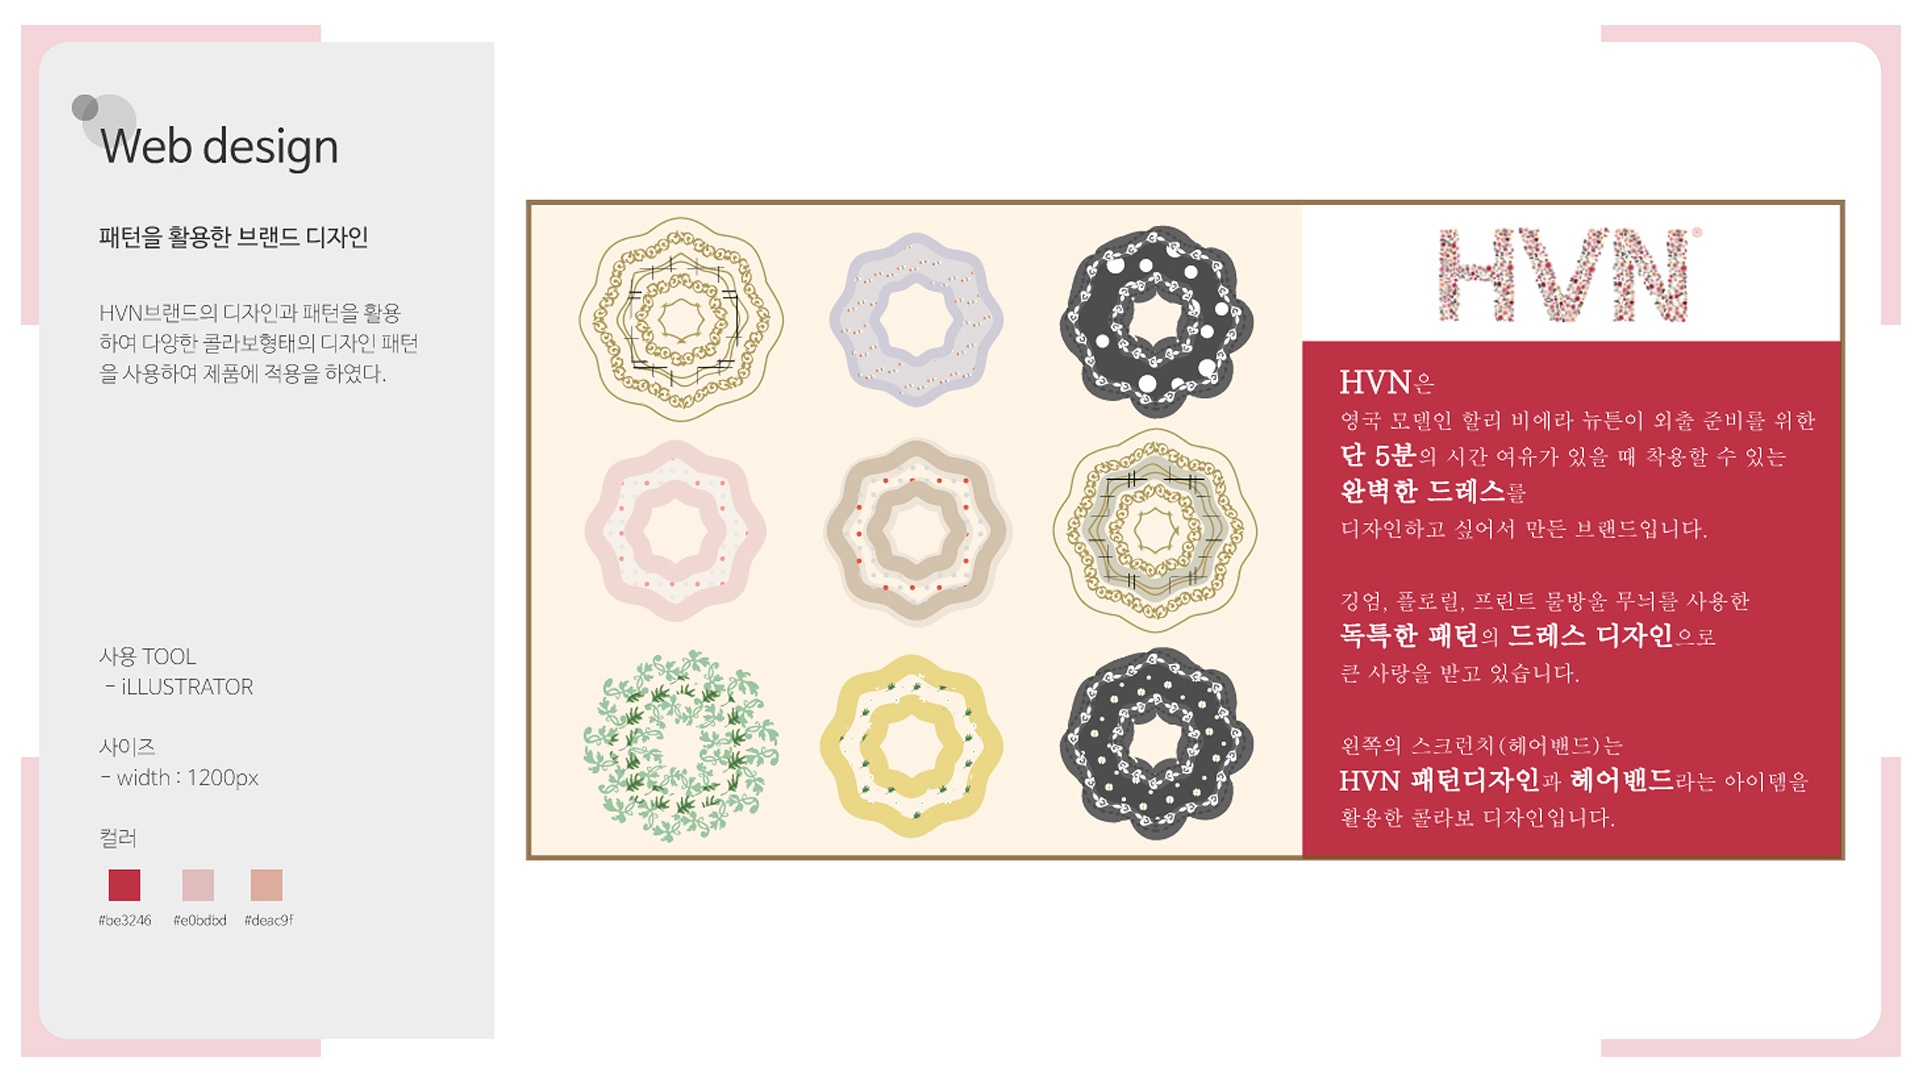 Web design
패턴을 활용한 브랜드 디자인
HVN브랜드의 디자인과 패턴을 활용
하여 다양한 콜라보형태의 디자인 패턴
을 사용하여 제품에 적용을 하였다.
사용 TOOL
- iLLUSTRATOR
사이즈
- width : 1200px
컬러
#be3246 #e0bdbd #deac9f
HVN
HVN은
영국 모델인 할리 비에라 뉴튼이 외출 준비를 위한
단 5분의 시간 여유가 있을 때 착용할 수 있는
완벽한 드레스를
디자인하고 싶어서 만든 브랜드입니다.
깅엄, 플로럴, 프린트 물방울 무늬를 사용한
독특한 패턴의 드레스 디자인으로
큰 사랑을 받고 있습니다.
왼쪽의 스크런치(헤어밴드)는
HVN 패턴디자인과 헤어밴드라는 아이템을
활용한 콜라보 디자인입니다.